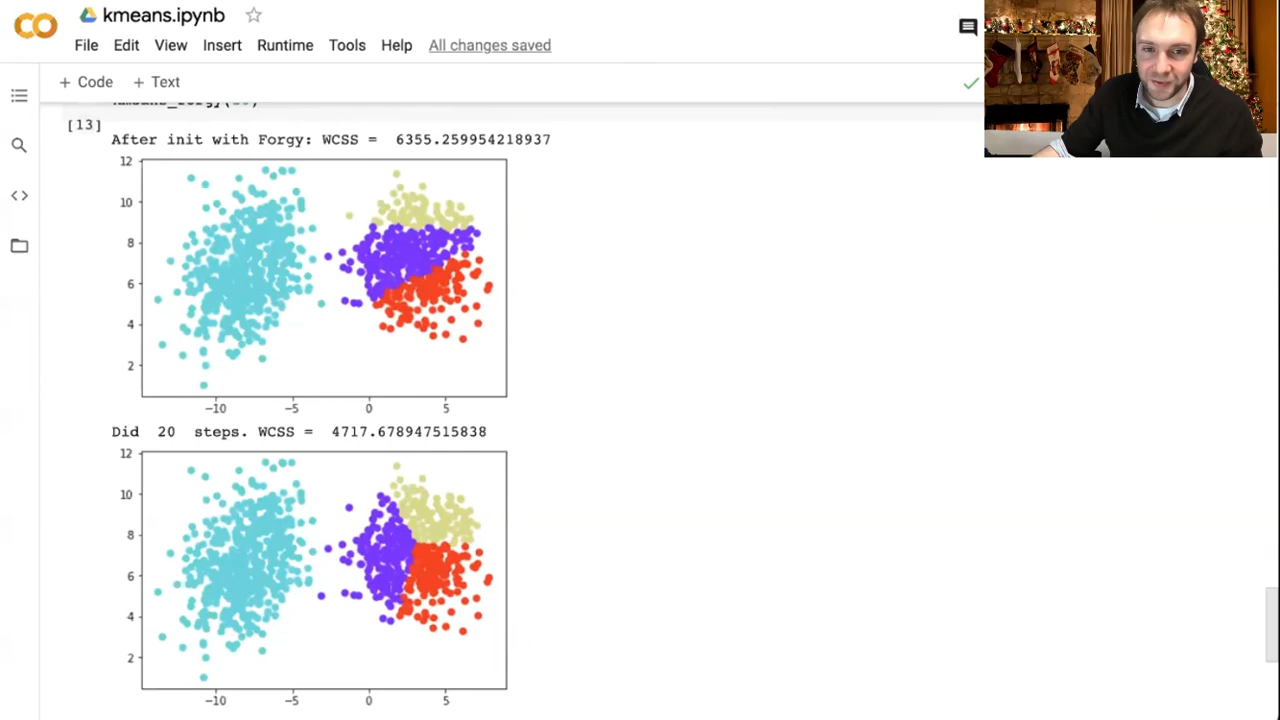 kmeans.ipynb
File Edit View Insert Runtime Tools Help All changes saved
+ Code + Text
[13]
After init with Forgy: WCSS = 6355.259954218937
12
10
8
6
4
2
-10 -5 0 5
Did 20 steps. WCSS = 4717.678947515838
12
10
8
6
4
2
-10 -5 0 5